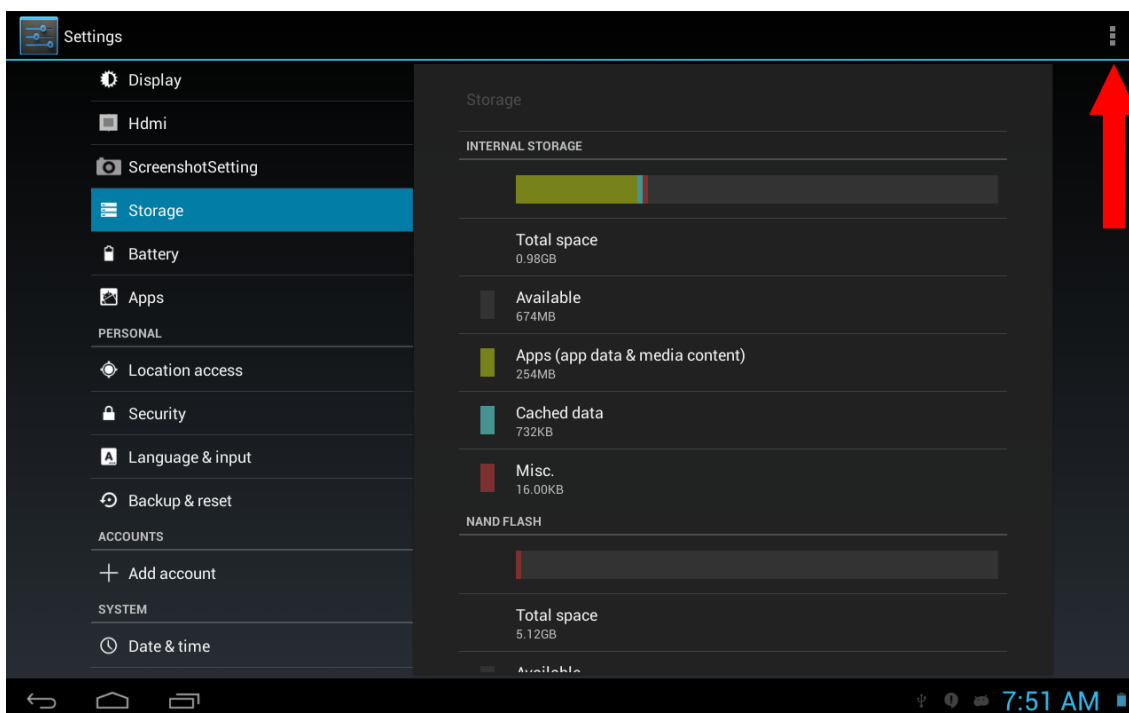 Settings
Display
Hdmi
ScreenshotSetting
Storage
Battery
Apps
PERSONAL
Location access
Security
Language & input
Backup & reset
ACCOUNTS
Add account
SYSTEM
Date & time
Storage
INTERNAL STORAGE
Total space
0.98GB
Available
674MB
Apps (app data & media content)
254MB
Cached data
732KB
Misc.
16.00KB
NAND FLASH
Total space
5.12GB
Available
7:51 AM